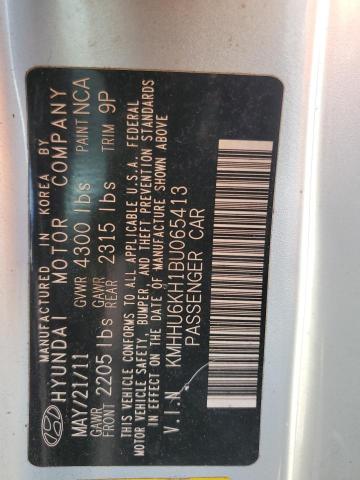 MANUFACTURED IN KOREA BY
HYUNDAI MOTOR COMPANY
MAY/21/11 GVWR 4300 lbs PAINT NCA
GAWR FRONT 2205 lbs GAWR REAR 2315 lbs TRIM 9P
THIS VEHICLE CONFORMS TO ALL APPLICABLE U.S.A. FEDERAL
MOTOR VEHICLE SAFETY, BUMPER, AND THEFT PREVENTION STANDARDS
IN EFFECT ON THE DATE OF MANUFACTURE SHOWN ABOVE
V.I.N KMHHU6KH1BU065413
PASSENGER CAR